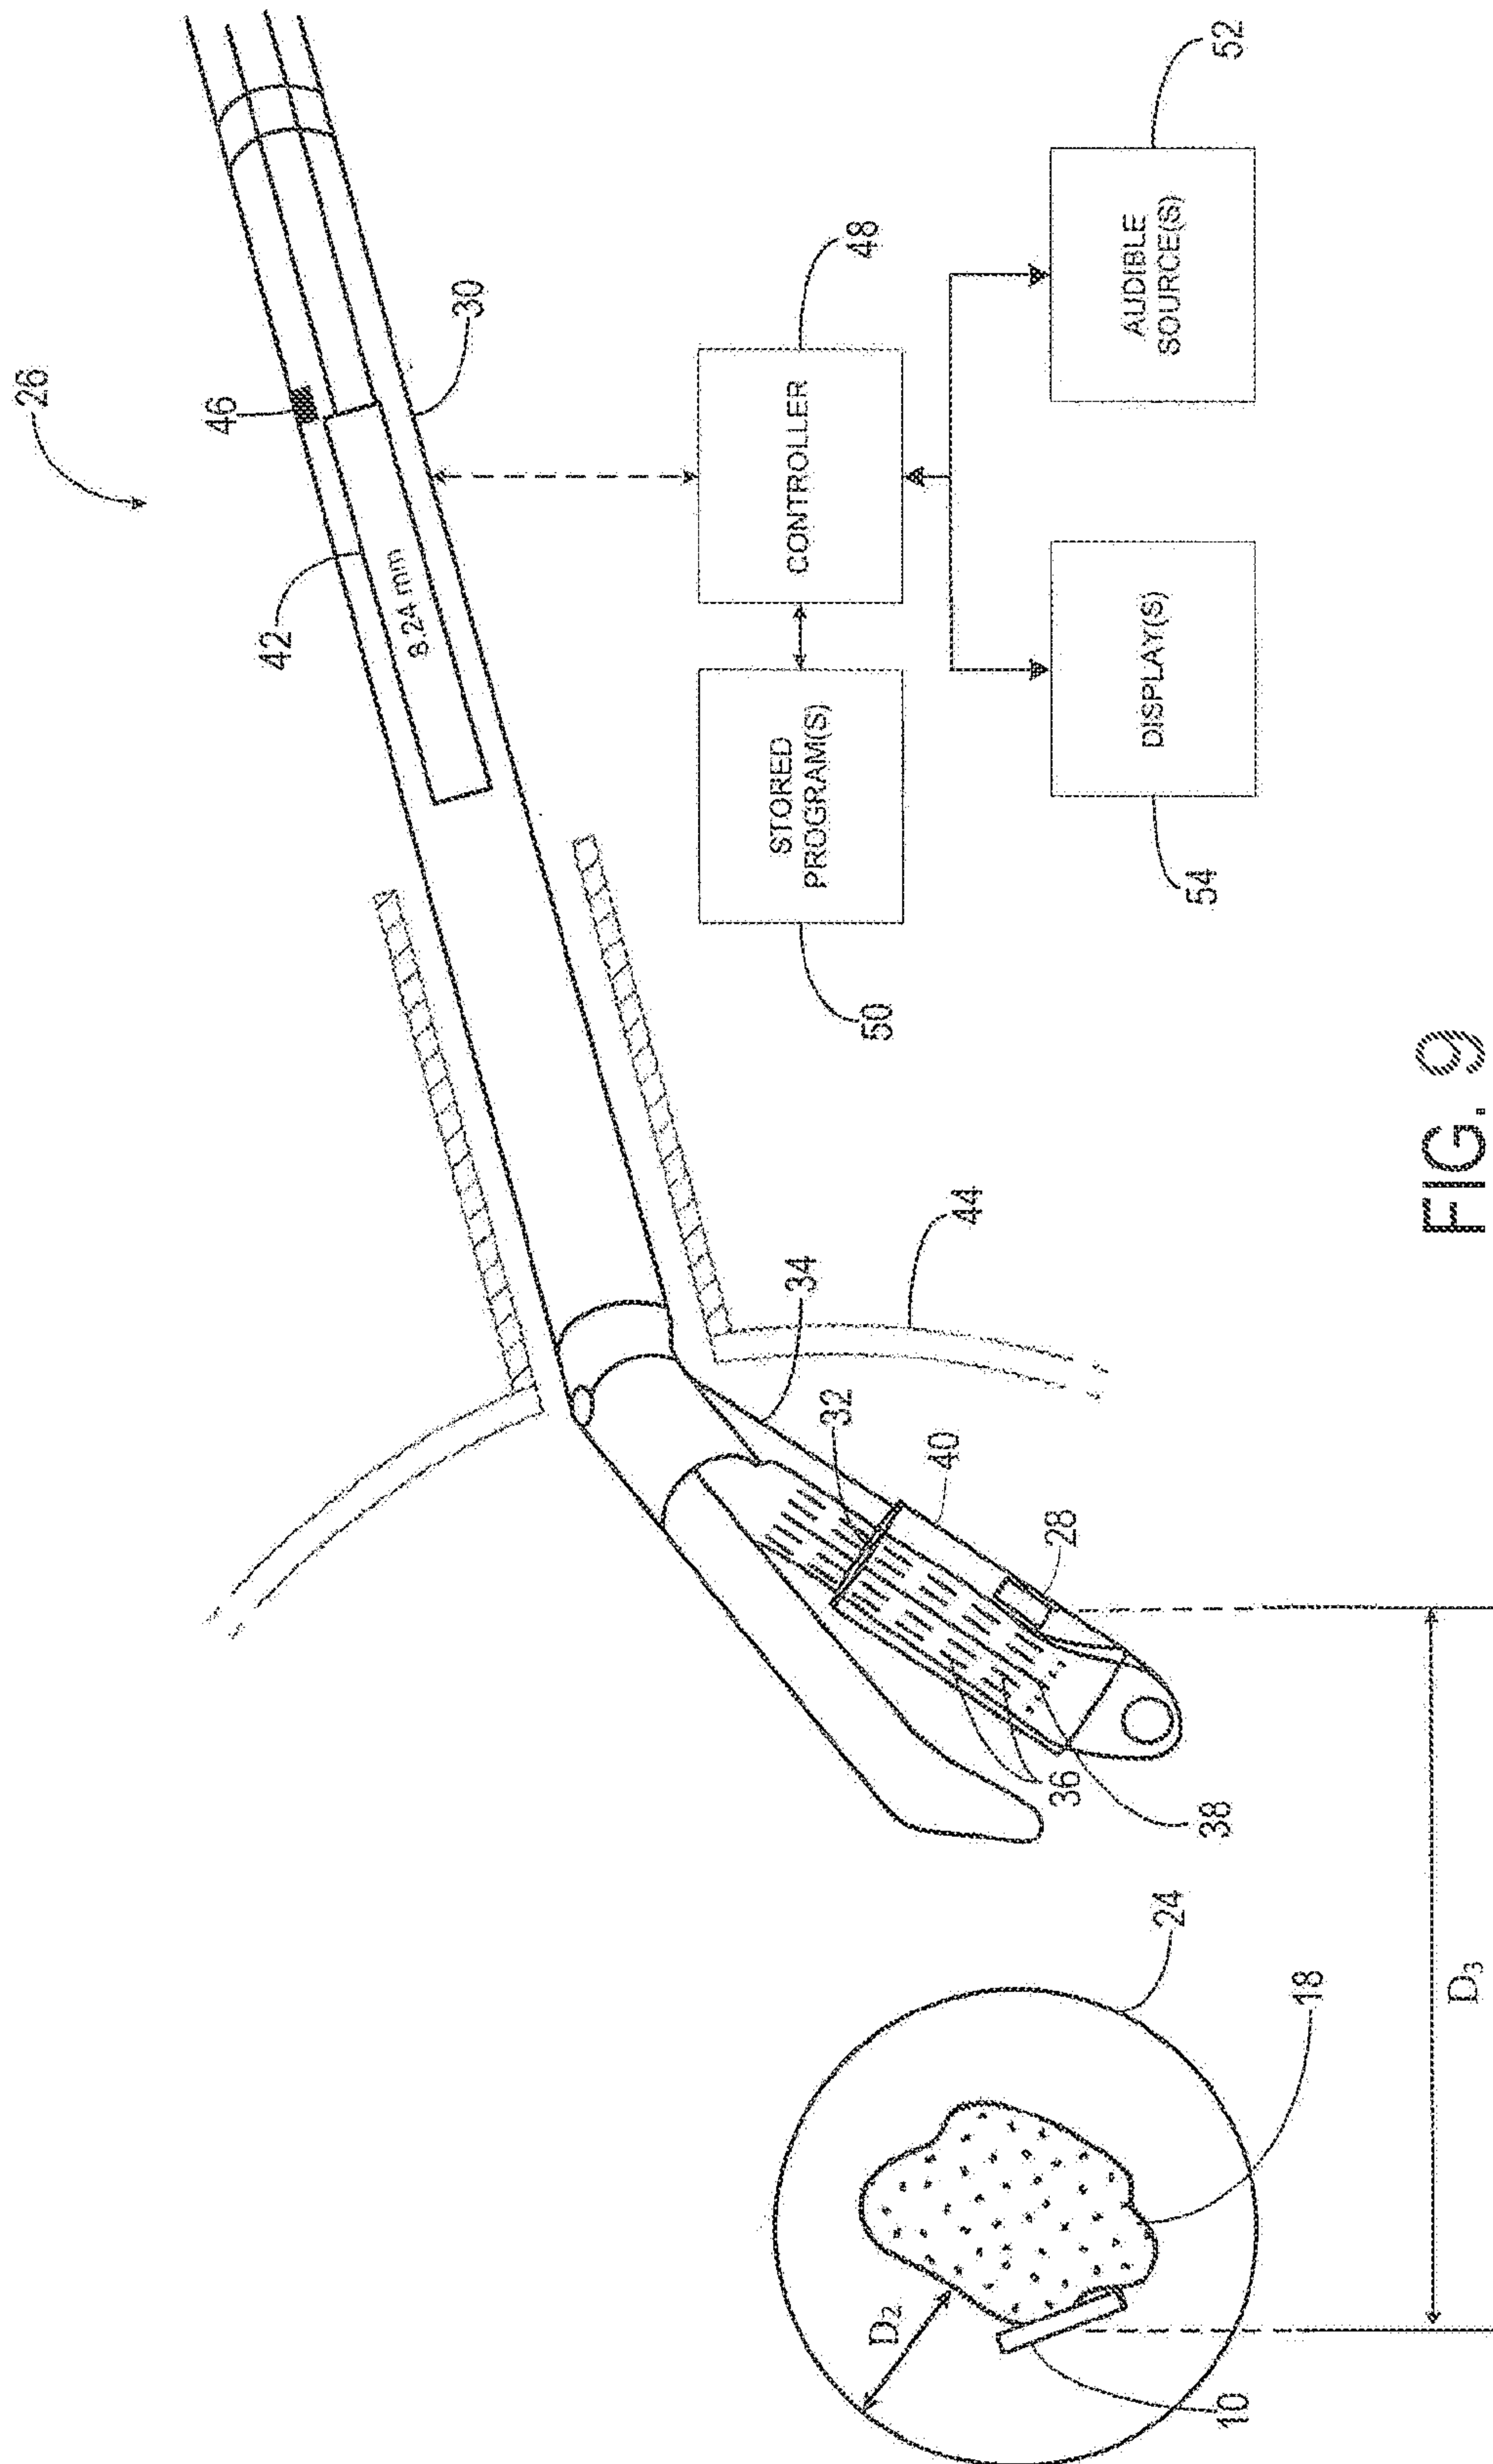 26
46
42
8.24 mm
30
48
CONTROLLER
STORED
PROGRAM(S)
50
52
AUDIBLE
SOURCE(S)
DISPLAY(S)
54
44
34
32
40
28
36
38
24
18
10
D₂
D₃
FIG. 9